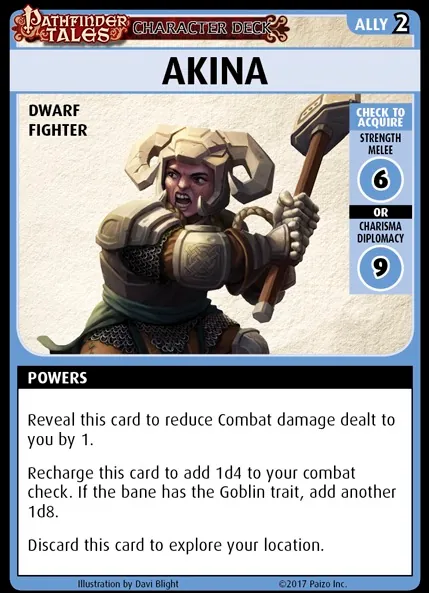 PATHFINDER
TALES
CHARACTER DECK
ALLY 2
AKINA
DWARF
FIGHTER
CHECK TO
ACQUIRE
STRENGTH
MELEE
6
OR
CHARISMA
DIPLOMACY
9
POWERS
Reveal this card to reduce Combat damage dealt to
you by 1.
Recharge this card to add 1d4 to your combat
check. If the bane has the Goblin trait, add another
1d8.
Discard this card to explore your location.
Illustration by Davi Blight
©2017 Paizo Inc.